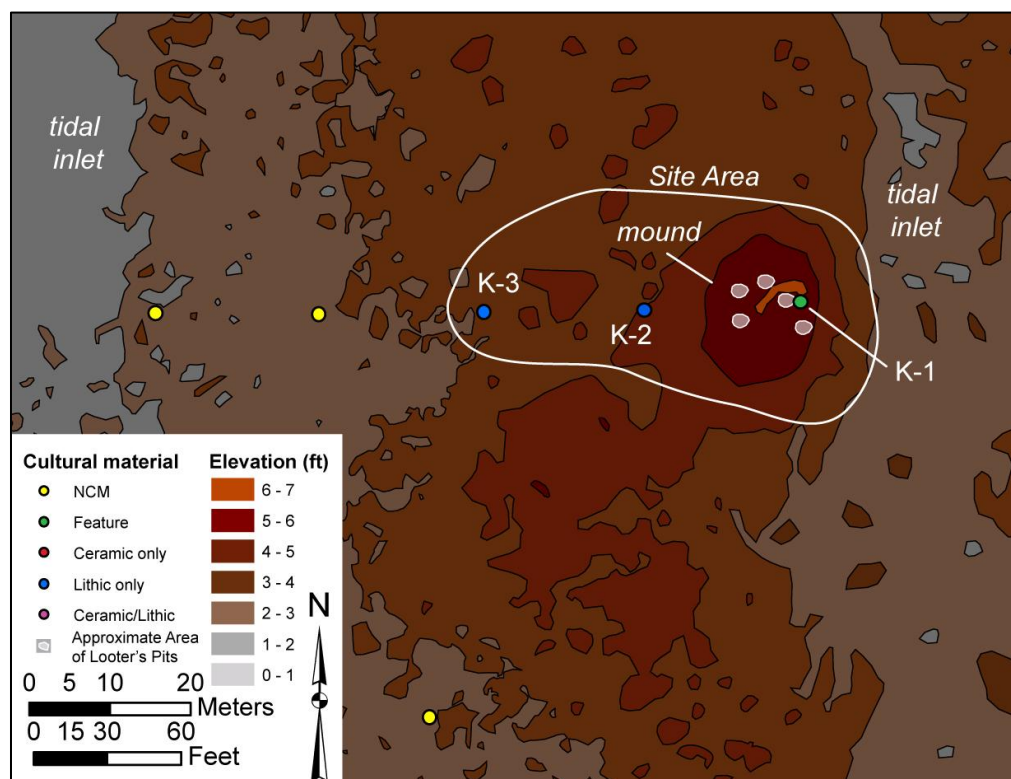 tidal
inlet
Site Area
tidal
inlet
mound
K-3
K-2
K-1
Cultural material
NCM
Feature
Ceramic only
Lithic only
Ceramic/Lithic
Approximate Area
of Looter's Pits
Elevation (ft)
6 - 7
5 - 6
4 - 5
3 - 4
2 - 3
1 - 2
0 - 1
N
0 5 10 20
Meters
0 15 30 60
Feet